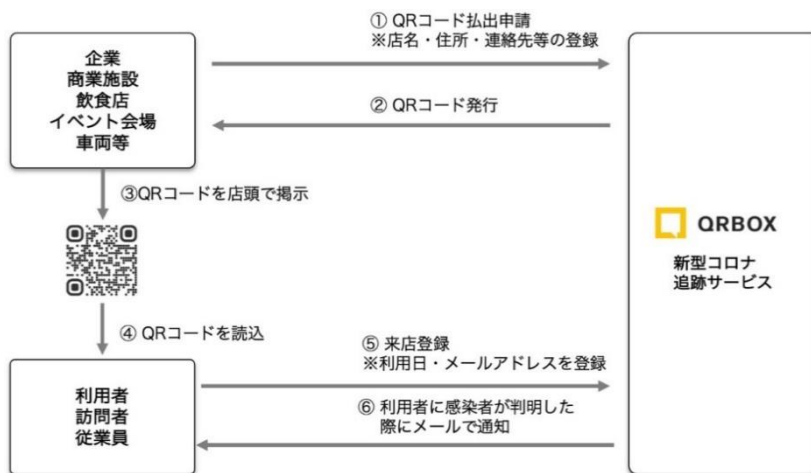 ① QRコード払出申請
※店名・住所・連絡先等の登録
企業
商業施設
飲食店
イベント会場
車両等
② QRコード発行
③QRコードを店頭で掲示
QRBOX
新型コロナ
追跡サービス
④ QRコードを読込
⑤ 来店登録
※利用日・メールアドレスを登録
利用者
訪問者
従業員
⑥ 利用者に感染者が判明した
際にメールで通知